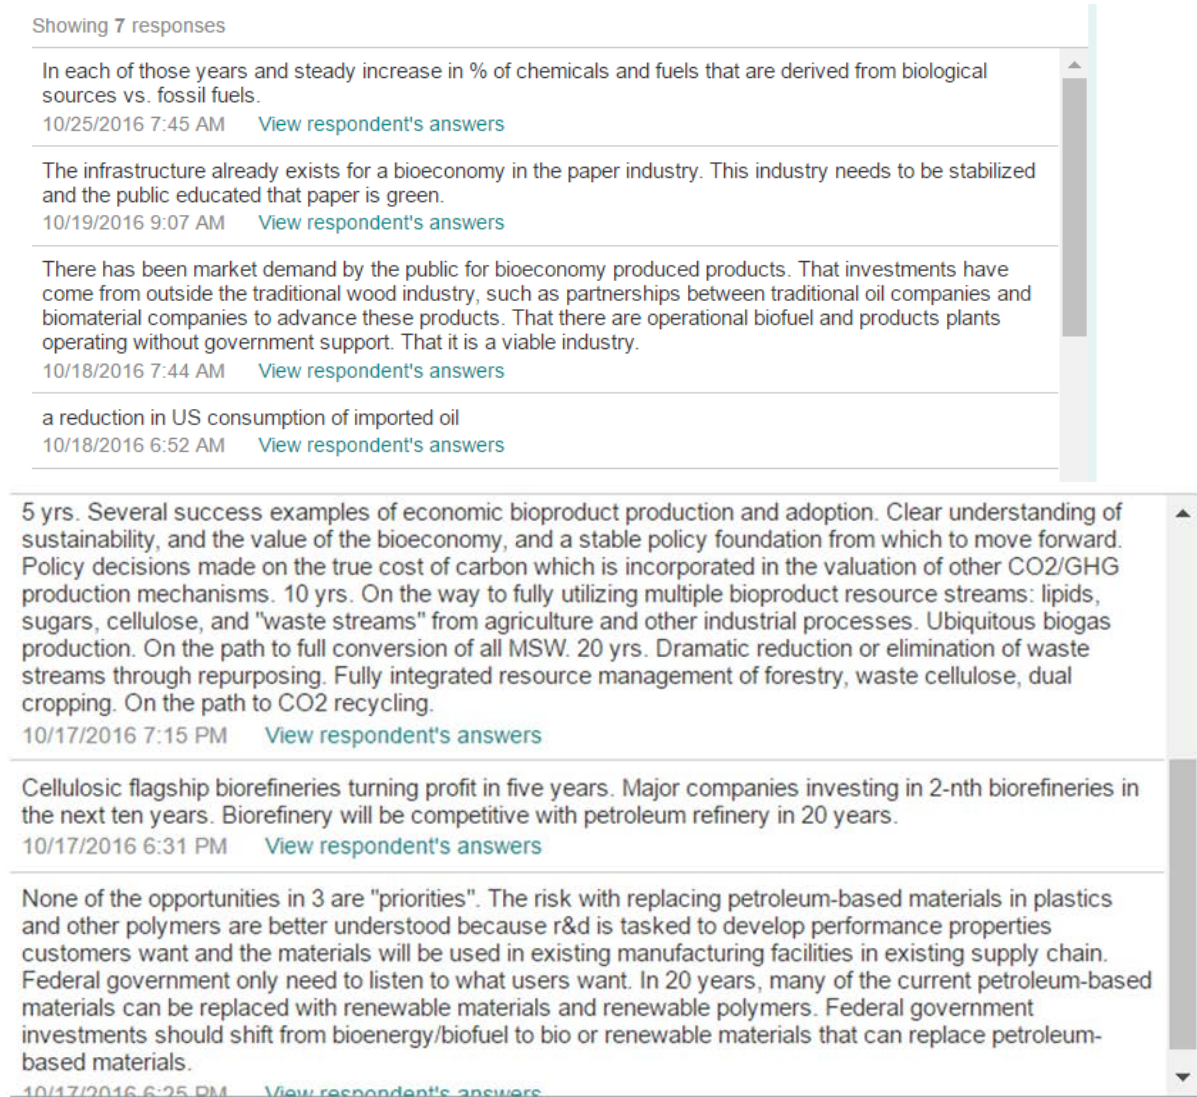 Showing 7 responses
In each of those years and steady increase in % of chemicals and fuels that are derived from biological
sources vs. fossil fuels.
10/25/2016 7:45 AM View respondent's answers
The infrastructure already exists for a bioeconomy in the paper industry. This industry needs to be stabilized
and the public educated that paper is green.
10/19/2016 9:07 AM View respondent's answers
There has been market demand by the public for bioeconomy produced products. That investments have
come from outside the traditional wood industry, such as partnerships between traditional oil companies and
biomaterial companies to advance these products. That there are operational biofuel and products plants
operating without government support. That it is a viable industry.
10/18/2016 7:44 AM View respondent's answers
a reduction in US consumption of imported oil
10/18/2016 6:52 AM View respondent's answers
5 yrs. Several success examples of economic bioproduct production and adoption. Clear understanding of
sustainability, and the value of the bioeconomy, and a stable policy foundation from which to move forward.
Policy decisions made on the true cost of carbon which is incorporated in the valuation of other CO2/GHG
production mechanisms. 10 yrs. On the way to fully utilizing multiple bioproduct resource streams: lipids,
sugars, cellulose, and "waste streams" from agriculture and other industrial processes. Ubiquitous biogas
production. On the path to full conversion of all MSW. 20 yrs. Dramatic reduction or elimination of waste
streams through repurposing. Fully integrated resource management of forestry, waste cellulose, dual
cropping. On the path to CO2 recycling.
10/17/2016 7:15 PM View respondent's answers
Cellulosic flagship biorefineries turning profit in five years. Major companies investing in 2-nth biorefineries in
the next ten years. Biorefinery will be competitive with petroleum refinery in 20 years.
10/17/2016 6:31 PM View respondent's answers
None of the opportunities in 3 are "priorities". The risk with replacing petroleum-based materials in plastics
and other polymers are better understood because r&d is tasked to develop performance properties
customers want and the materials will be used in existing manufacturing facilities in existing supply chain.
Federal government only need to listen to what users want. In 20 years, many of the current petroleum-based
materials can be replaced with renewable materials and renewable polymers. Federal government
investments should shift from bioenergy/biofuel to bio or renewable materials that can replace petroleum-
based materials.
10/17/2016 6:25 PM View respondent's answers